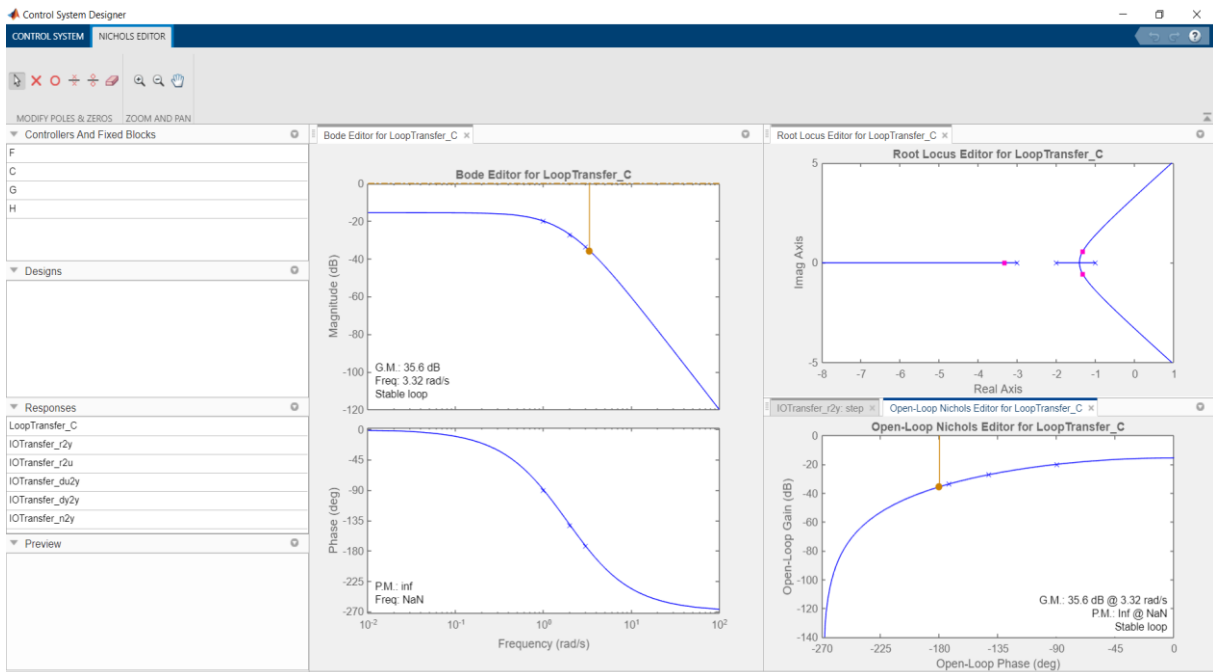 Control System Designer
CONTROL SYSTEM
NICHOLS EDITOR
MODIFY POLES & ZEROS
ZOOM AND PAN
Controllers And Fixed Blocks
F
C
G
H
Designs
Responses
LoopTransfer_C
IOTransfer_r2y
IOTransfer_r2u
IOTransfer_du2y
IOTransfer_dy2y
IOTransfer_n2y
Preview
Bode Editor for LoopTransfer_C
Bode Editor for LoopTransfer_C
Magnitude (dB)
0
-20
-40
-60
-80
-100
-120
G.M.: 35.6 dB
Freq: 3.32 rad/s
Stable loop
Phase (deg)
0
-45
-90
-135
-180
-225
-270
P.M.: inf
Freq: NaN
10^-2
10^-1
10^0
10^1
10^2
Frequency (rad/s)
Root Locus Editor for LoopTransfer_C
Root Locus Editor for LoopTransfer_C
Imag Axis
5
0
-5
-8
-7
-6
-5
-4
-3
-2
-1
0
1
Real Axis
IOTransfer_r2y: step
Open-Loop Nichols Editor for LoopTransfer_C
Open-Loop Nichols Editor for LoopTransfer_C
Open-Loop Gain (dB)
0
-20
-40
-60
-80
-100
-120
-140
G.M.: 35.6 dB @ 3.32 rad/s
P.M.: Inf @ NaN
Stable loop
-270
-225
-180
-135
-90
-45
0
Open-Loop Phase (deg)